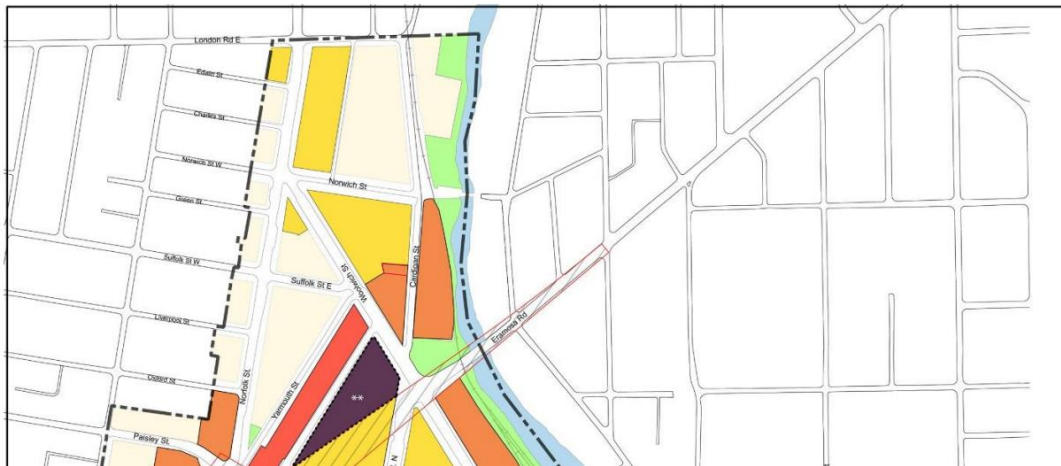 London Rd E
Edwin St
Charles St
Norwich St W
Norwich St
Green St
Suffolk St W
Suffolk St E
Woolwich St
Cardigan St
Liverpool St
Eramosa Rd
Oxford St
Norfolk St.
Yarmouth St
**
Paisley St.
N